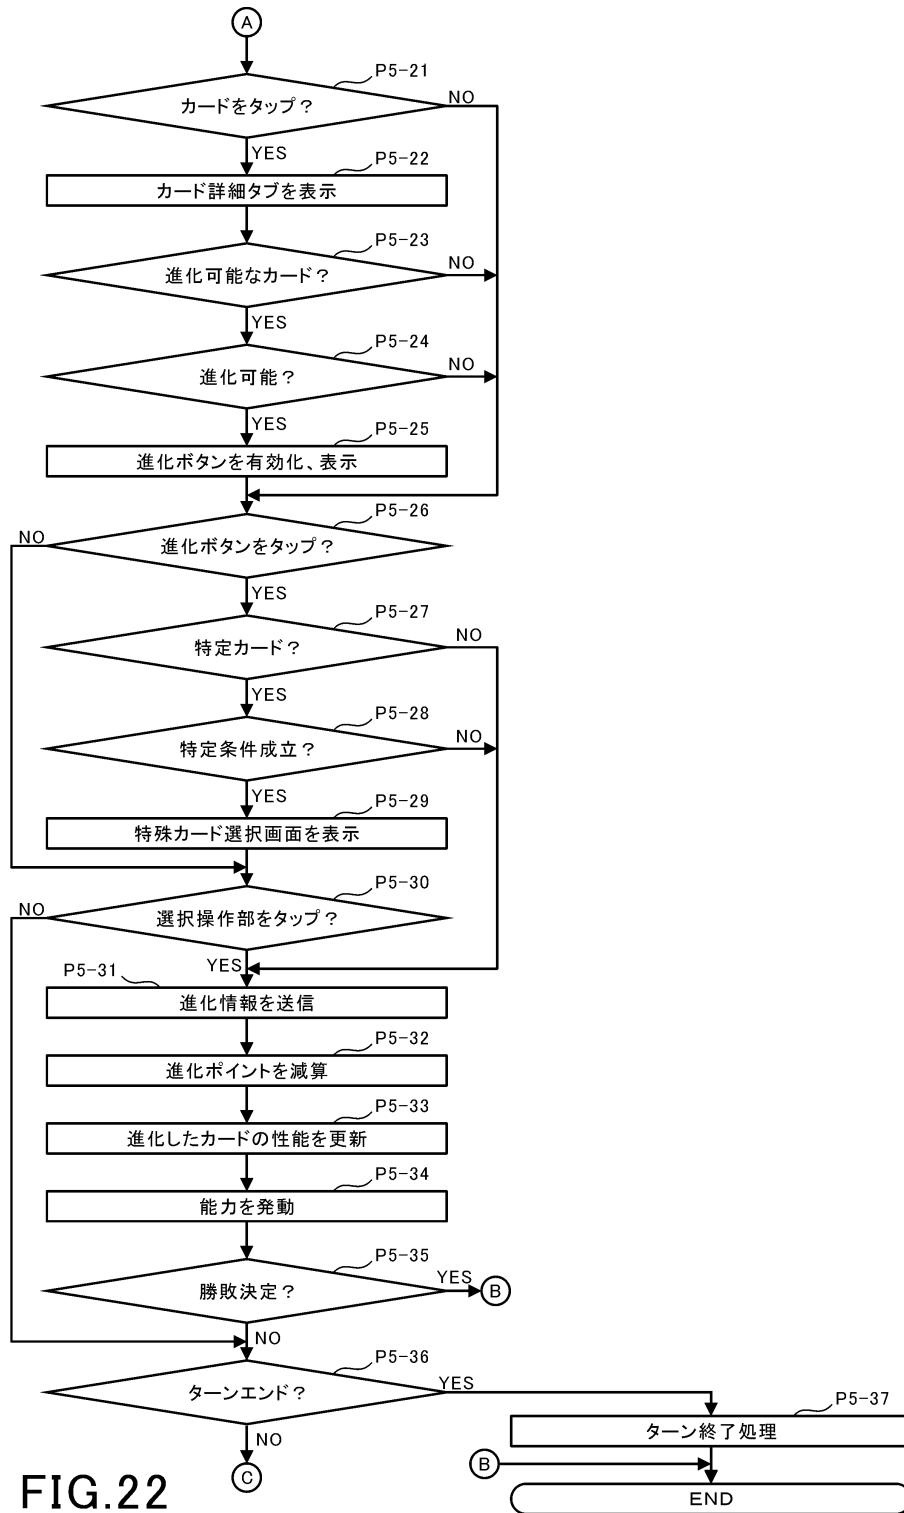 A
P5-21
カードをタップ？
NO
YES
P5-22
カード詳細タブを表示
P5-23
進化可能なカード？
NO
YES
P5-24
進化可能？
NO
YES
P5-25
進化ボタンを有効化、表示
P5-26
NO
進化ボタンをタップ？
YES
P5-27
特定カード？
NO
YES
P5-28
特定条件成立？
NO
YES
P5-29
特殊カード選択画面を表示
P5-30
NO
選択操作部をタップ？
YES
P5-31
進化情報を送信
P5-32
進化ポイントを減算
P5-33
進化したカードの性能を更新
P5-34
能力を発動
P5-35
勝敗決定？
YES
B
NO
P5-36
ターンエンド？
YES
P5-37
ターン終了処理
NO
C
B
END
FIG.22